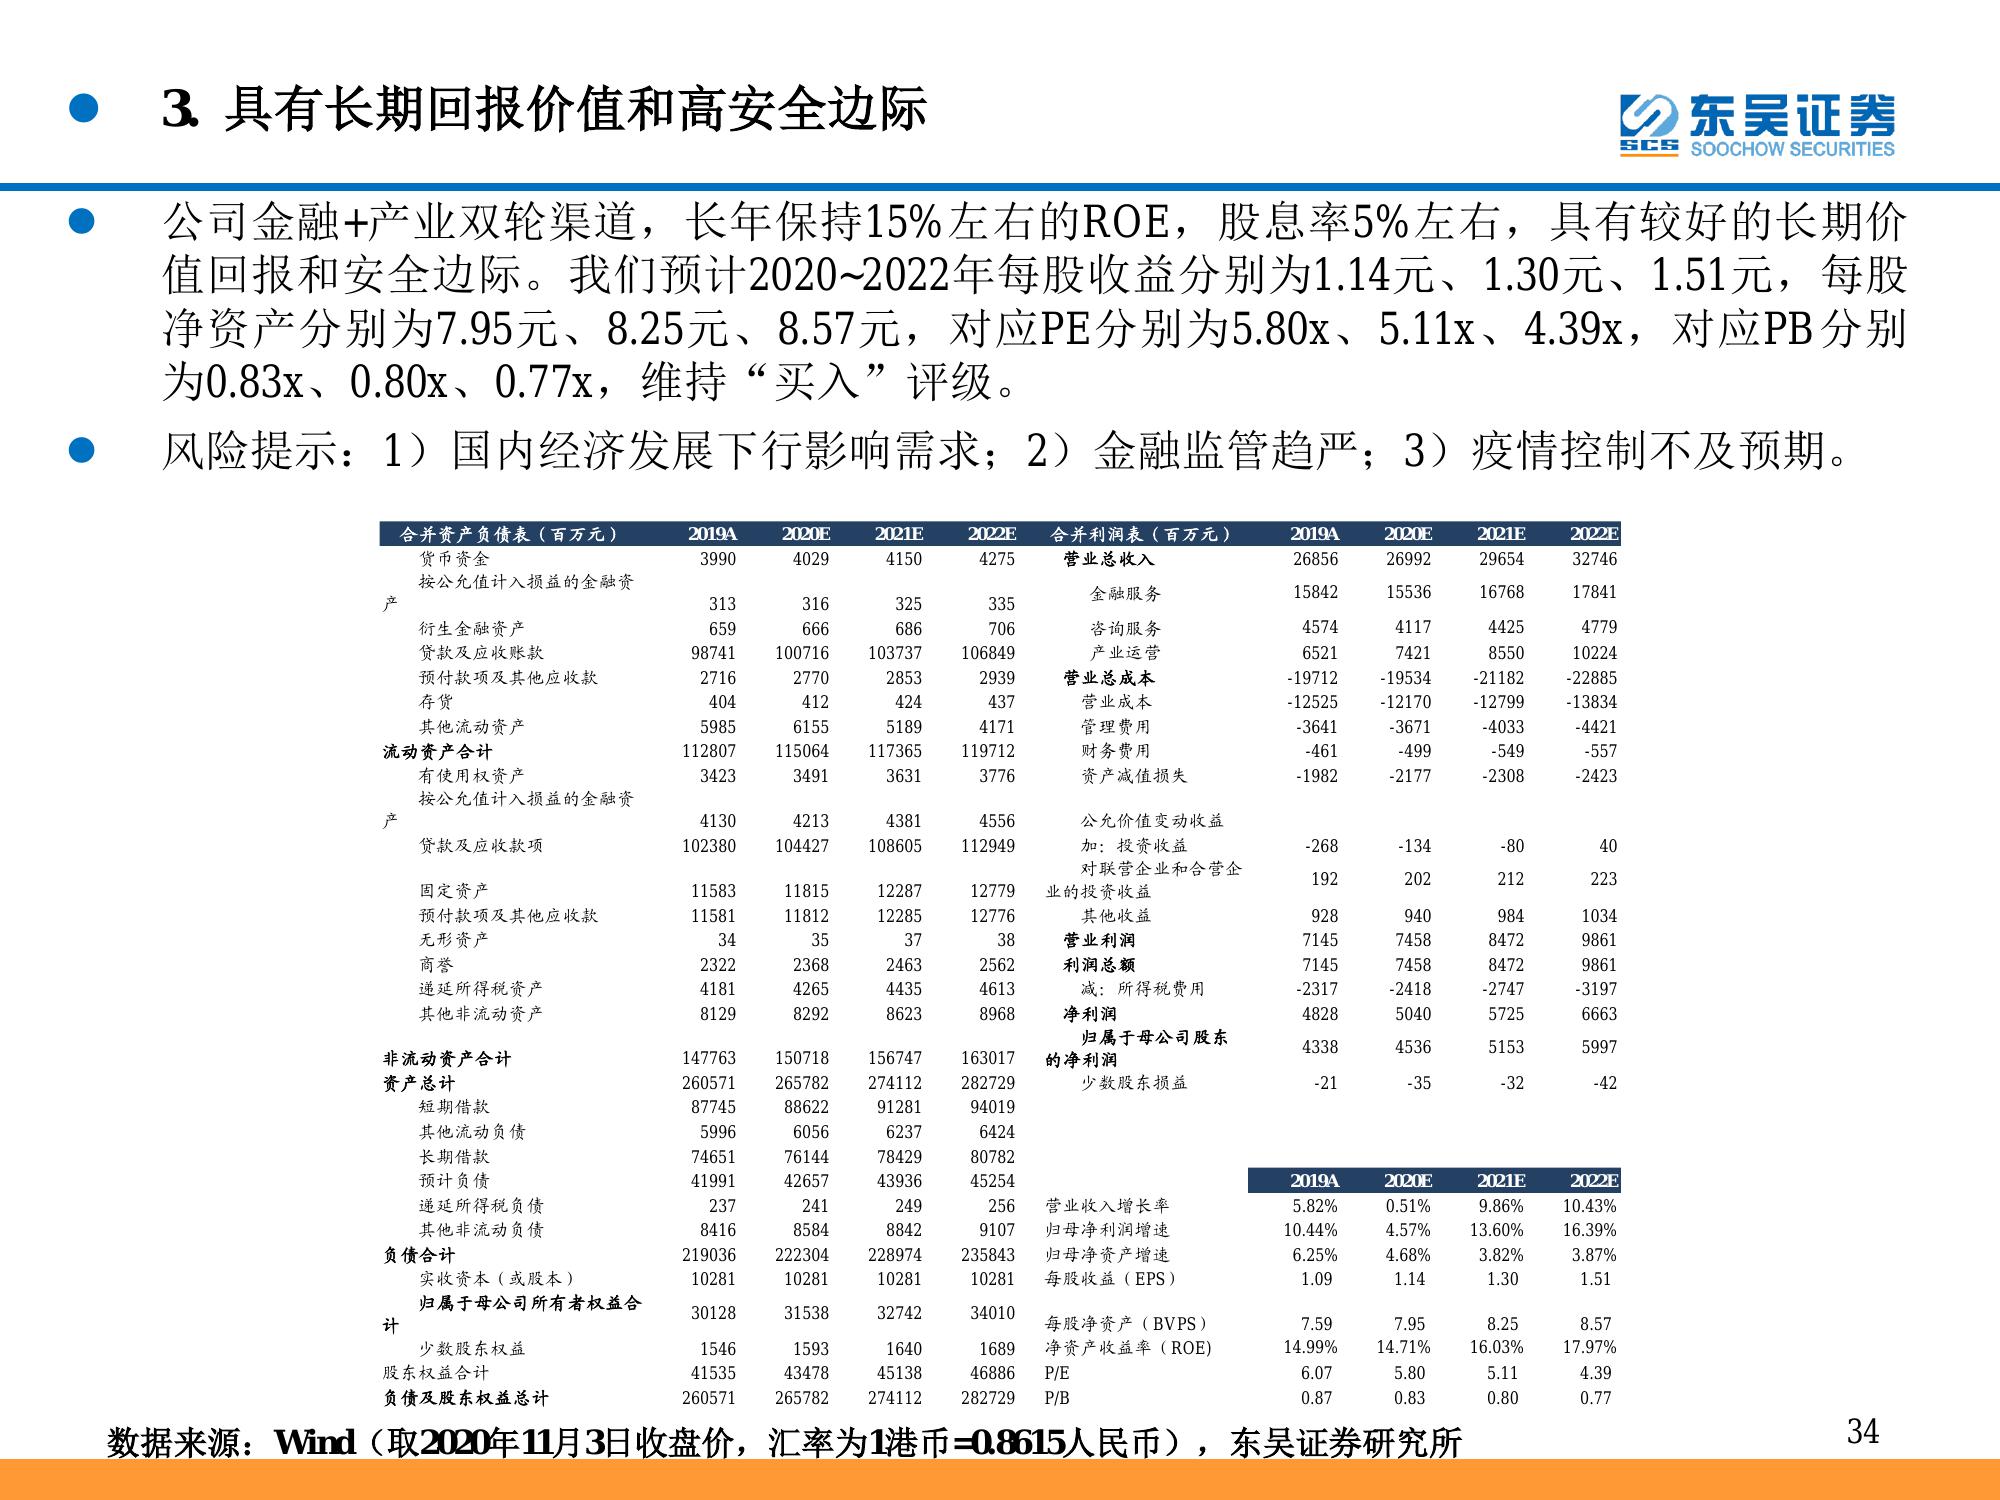 3. 具有长期回报价值和高安全边际
东吴证券
SCS
SOOCHOW SECURITIES
公司金融+产业双轮渠道，长年保持15%左右的ROE，股息率5%左右，具有较好的长期价
值回报和安全边际。我们预计2020~2022年每股收益分别为1.14元、1.30元、1.51元，每股
净资产分别为7.95元、8.25元、8.57元，对应PE分别为5.80x、5.11x、4.39x，对应PB分别
为0.83x、0.80x、0.77x，维持“买入”评级。
风险提示：1）国内经济发展下行影响需求；2）金融监管趋严；3）疫情控制不及预期。
合并资产负债表（百万元） 2019A 2020E 2021E 2022E
货币资金 3990 4029 4150 4275
按公允值计入损益的金融资
产 313 316 325 335
衍生金融资产 659 666 686 706
贷款及应收账款 98741 100716 103737 106849
预付款项及其他应收款 2716 2770 2853 2939
存货 404 412 424 437
其他流动资产 5985 6155 5189 4171
流动资产合计 112807 115064 117365 119712
有使用权资产 3423 3491 3631 3776
按公允值计入损益的金融资
产 4130 4213 4381 4556
贷款及应收款项 102380 104427 108605 112949
固定资产 11583 11815 12287 12779
预付款项及其他应收款 11581 11812 12285 12776
无形资产 34 35 37 38
商誉 2322 2368 2463 2562
递延所得税资产 4181 4265 4435 4613
其他非流动资产 8129 8292 8623 8968
非流动资产合计 147763 150718 156747 163017
资产总计 260571 265782 274112 282729
短期借款 87745 88622 91281 94019
其他流动负债 5996 6056 6237 6424
长期借款 74651 76144 78429 80782
预计负债 41991 42657 43936 45254
递延所得税负债 237 241 249 256
其他非流动负债 8416 8584 8842 9107
负债合计 219036 222304 228974 235843
实收资本（或股本） 10281 10281 10281 10281
归属于母公司所有者权益合
计 30128 31538 32742 34010
少数股东权益 1546 1593 1640 1689
股东权益合计 41535 43478 45138 46886
负债及股东权益总计 260571 265782 274112 282729
合并利润表（百万元） 2019A 2020E 2021E 2022E
营业总收入 26856 26992 29654 32746
金融服务 15842 15536 16768 17841
咨询服务 4574 4117 4425 4779
产业运营 6521 7421 8550 10224
营业总成本 -19712 -19534 -21182 -22885
营业成本 -12525 -12170 -12799 -13834
管理费用 -3641 -3671 -4033 -4421
财务费用 -461 -499 -549 -557
资产减值损失 -1982 -2177 -2308 -2423
公允价值变动收益
加：投资收益 -268 -134 -80 40
对联营企业和合营企
业的投资收益 192 202 212 223
其他收益 928 940 984 1034
营业利润 7145 7458 8472 9861
利润总额 7145 7458 8472 9861
减：所得税费用 -2317 -2418 -2747 -3197
净利润 4828 5040 5725 6663
归属于母公司股东
的净利润 4338 4536 5153 5997
少数股东损益 -21 -35 -32 -42
2019A 2020E 2021E 2022E
营业收入增长率 5.82% 0.51% 9.86% 10.43%
归母净利润增速 10.44% 4.57% 13.60% 16.39%
归母净资产增速 6.25% 4.68% 3.82% 3.87%
每股收益（EPS） 1.09 1.14 1.30 1.51
每股净资产（BVPS） 7.59 7.95 8.25 8.57
净资产收益率（ROE) 14.99% 14.71% 16.03% 17.97%
P/E 6.07 5.80 5.11 4.39
P/B 0.87 0.83 0.80 0.77
数据来源：Wind（取2020年11月3日收盘价，汇率为1港币=0.8615人民币），东吴证券研究所
34